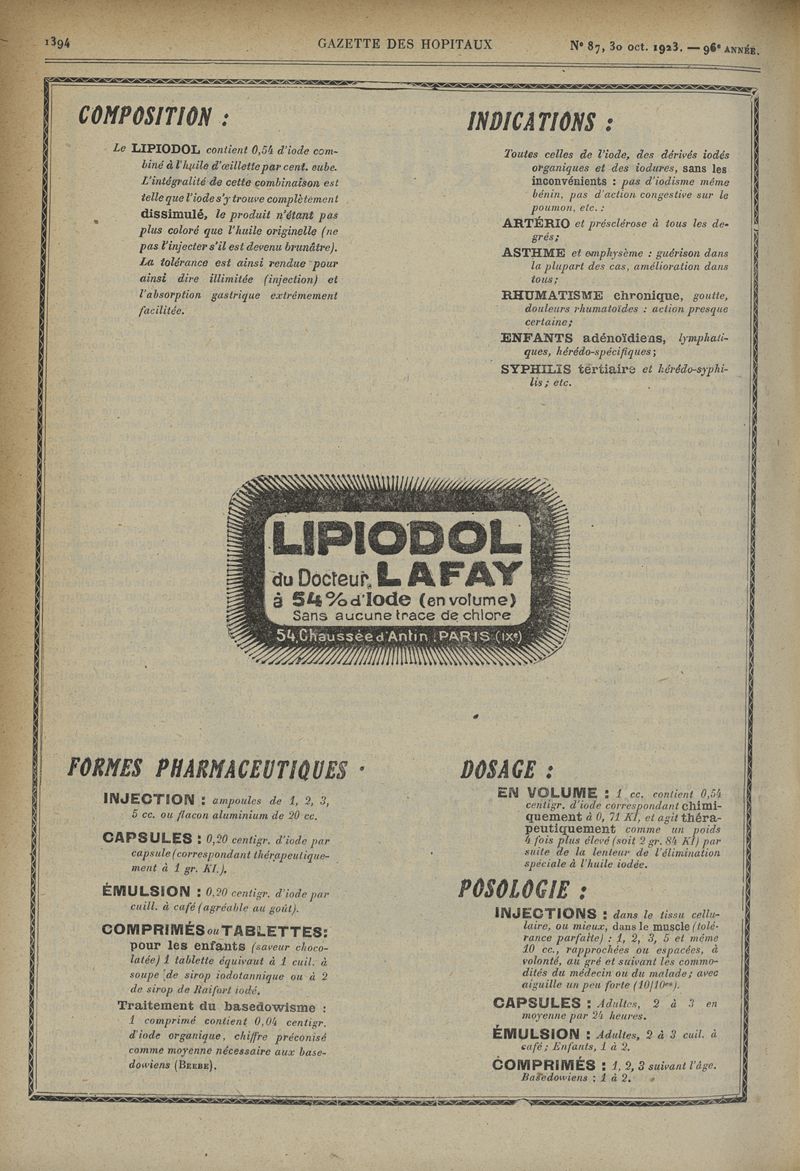 1394
GAZETTE DES HOPITAUX
N° 87, 30 oct. 1923. — 96e ANNÉE.
COMPOSITION :
Le LIPIODOL contient 0,54 d'iode com-
biné à l'huile d'œillette par cent. cube.
L'intégralité de cette combinaison est
telle que l'iode s'y trouve complètement
dissimulé, le produit n'étant pas
plus coloré que l'huile originelle (ne
pas l'injecter s'il est devenu brunâtre).
La tolérance est ainsi rendue pour
ainsi dire illimitée (injection) et
l'absorption gastrique extrêmement
facilitée.
INDICATIONS :
Toutes celles de l'iode, des dérivés iodés
organiques et des iodures, sans les
inconvénients : pas d'iodisme même
bénin, pas d'action congestive sur le
poumon, etc. :
ARTÉRIO et présclérose à tous les de-
grés;
ASTHME et emphysème : guérison dans
la plupart des cas, amélioration dans
tous;
RHUMATISME chronique, goutte,
douleurs rhumatoïdes : action presque
certaine;
ENFANTS adénoïdiens, lymphati-
ques, hérédo-spécifiques;
SYPHILIS tertiaire et hérédo-syphi-
lis; etc.
LIPIODOL
du Docteur LAFAY
à 54% d'Iode (en volume)
Sans aucune trace de chlore
54, Chaussée d'Antin, PARIS (IXe)
FORMES PHARMACEUTIQUES
INJECTION : ampoules de 1, 2, 3,
5 cc. ou flacon aluminium de 20 cc.
CAPSULES : 0,20 centigr. d'iode par
capsule (correspondant thérapeutique-
ment à 1 gr. KI.).
ÉMULSION : 0.20 centigr. d'iode par
cuill. à café (agréable au goût).
COMPRIMÉS ou TABLETTES:
pour les enfants (saveur choco-
latée) 1 tablette équivaut à 1 cuil. à
soupe de sirop iodotannique ou à 2
de sirop de Raifort iodé.
Traitement du basedowisme :
1 comprimé contient 0,04 centigr.
d'iode organique, chiffre préconisé
comme moyenne nécessaire aux base-
dowiens (BEEBE).
DOSAGE :
EN VOLUME : 1 cc. contient 0,54
centigr. d'iode correspondant chimi-
quement à 0, 71 KI, et agit théra-
peutiquement comme un poids
4 fois plus élevé (soit 2 gr. 84 KI) par
suite de la lenteur de l'élimination
spéciale à l'huile iodée.
POSOLOGIE :
INJECTIONS : dans le tissu cellu-
laire, ou mieux, dans le muscle (tolé-
rance parfaite) : 1, 2, 3, 5 et même
10 cc., rapprochées ou espacées, à
volonté, au gré et suivant les commo-
dités du médecin ou du malade; avec
aiguille un peu forte (10/10es).
CAPSULES : Adultes, 2 à 3 en
moyenne par 24 heures.
ÉMULSION : Adultes, 2 à 3 cuil. à
café; Enfants, 1 à 2.
COMPRIMÉS : 1, 2, 3 suivant l'âge.
Basedowiens : 1 à 2.